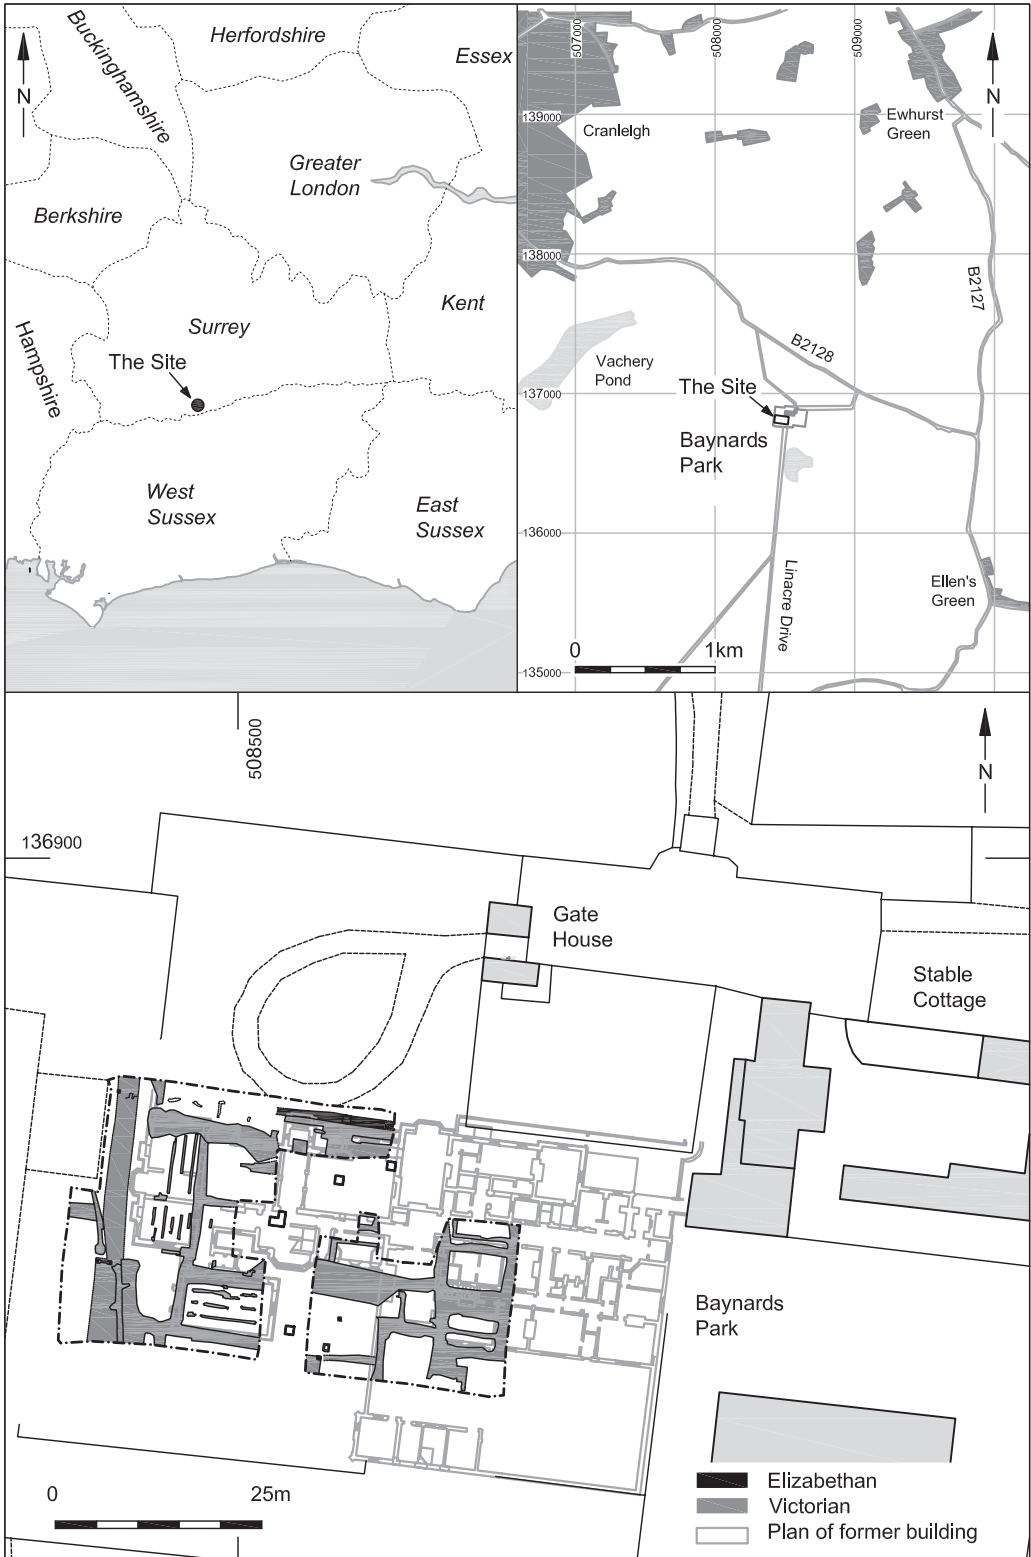 Herfordshire
Buckinghamshire
Essex
N
Greater
London
Berkshire
Kent
Surrey
Hampshire
The Site
West
Sussex
East
Sussex
507000
508000
509000
N
139000
Cranleigh
Ewhurst
Green
138000
B2127
B2128
Vachery
Pond
137000
The Site
Baynards
Park
136000
Linacre Drive
Ellen's
Green
0 1km
135000
508500
N
136900
Gate
House
Stable
Cottage
Baynards
Park
0 25m
Elizabethan
Victorian
Plan of former building